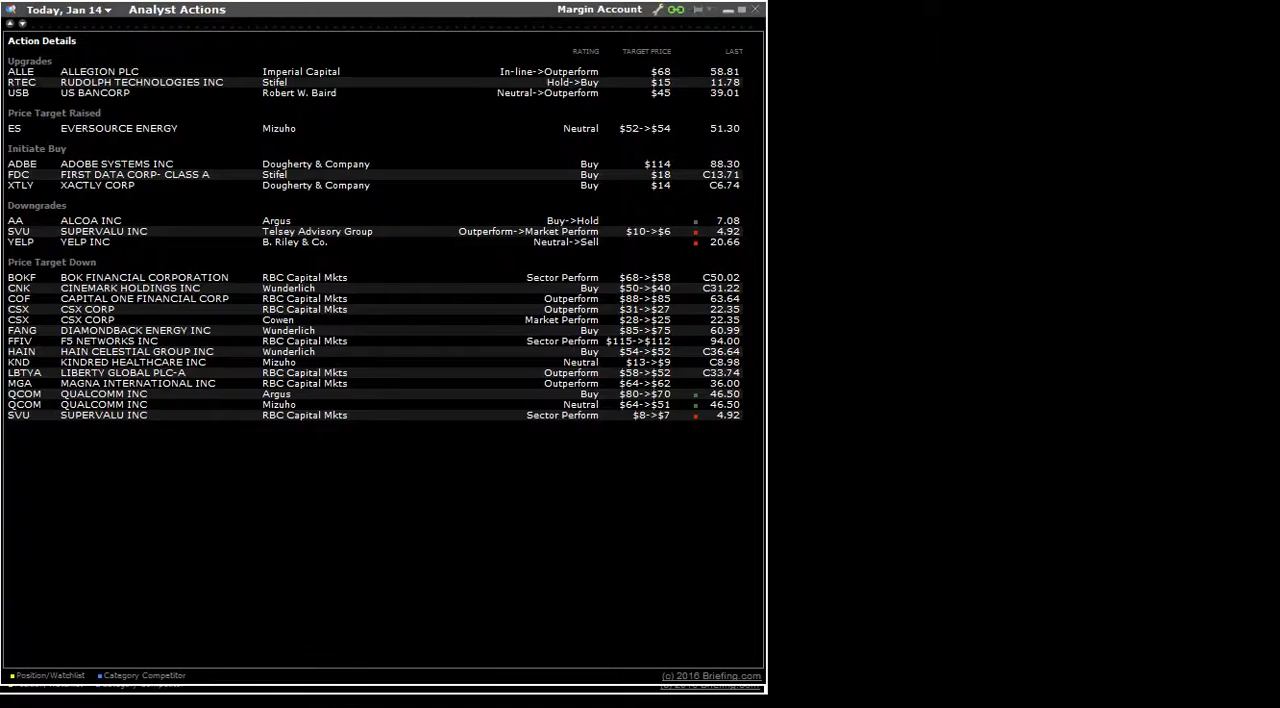 Today, Jan 14 Analyst Actions Margin Account
Action Details
RATING TARGET PRICE LAST
Upgrades
ALLE ALLEGION PLC Imperial Capital In-line->Outperform $68 58.81
RTEC RUDOLPH TECHNOLOGIES INC Stifel Hold->Buy $15 11.78
USB US BANCORP Robert W. Baird Neutral->Outperform $45 39.01
Price Target Raised
ES EVERSOURCE ENERGY Mizuho Neutral $52->$54 51.30
Initiate Buy
ADBE ADOBE SYSTEMS INC Dougherty & Company Buy $114 88.30
FDC FIRST DATA CORP- CLASS A Stifel Buy $18 C13.71
XTLY XACTLY CORP Dougherty & Company Buy $14 C6.74
Downgrades
AA ALCOA INC Argus Buy->Hold 7.08
SVU SUPERVALU INC Telsey Advisory Group Outperform->Market Perform $10->$6 4.92
YELP YELP INC B. Riley & Co. Neutral->Sell 20.66
Price Target Down
BOKF BOK FINANCIAL CORPORATION RBC Capital Mkts Sector Perform $68->$58 C50.02
CNK CINEMARK HOLDINGS INC Wunderlich Buy $50->$40 C31.22
COF CAPITAL ONE FINANCIAL CORP RBC Capital Mkts Outperform $88->$85 63.64
CSX CSX CORP RBC Capital Mkts Outperform $31->$27 22.35
CSX CSX CORP Cowen Market Perform $28->$25 22.35
FANG DIAMONDBACK ENERGY INC Wunderlich Buy $85->$75 60.99
FFIV F5 NETWORKS INC RBC Capital Mkts Sector Perform $115->$112 94.00
HAIN HAIN CELESTIAL GROUP INC Wunderlich Buy $54->$52 C36.64
KND KINDRED HEALTHCARE INC Mizuho Neutral $13->$9 C8.98
LBTYA LIBERTY GLOBAL PLC-A RBC Capital Mkts Outperform $58->$52 C33.74
MGA MAGNA INTERNATIONAL INC RBC Capital Mkts Outperform $64->$62 36.00
QCOM QUALCOMM INC Argus Buy $80->$70 46.50
QCOM QUALCOMM INC Mizuho Neutral $64->$51 46.50
SVU SUPERVALU INC RBC Capital Mkts Sector Perform $8->$7 4.92
Position/Watchlist Category Competitor (c) 2016 Briefing.com